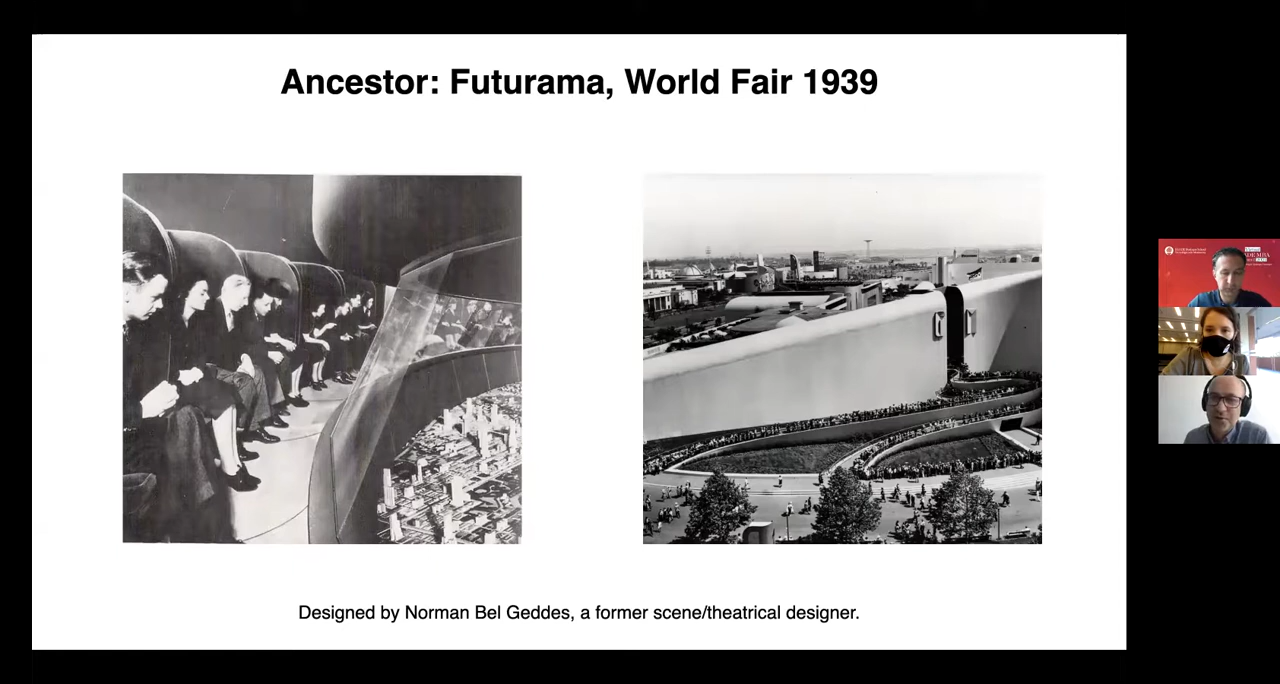 Ancestor: Futurama, World Fair 1939
Designed by Norman Bel Geddes, a former scene/theatrical designer.